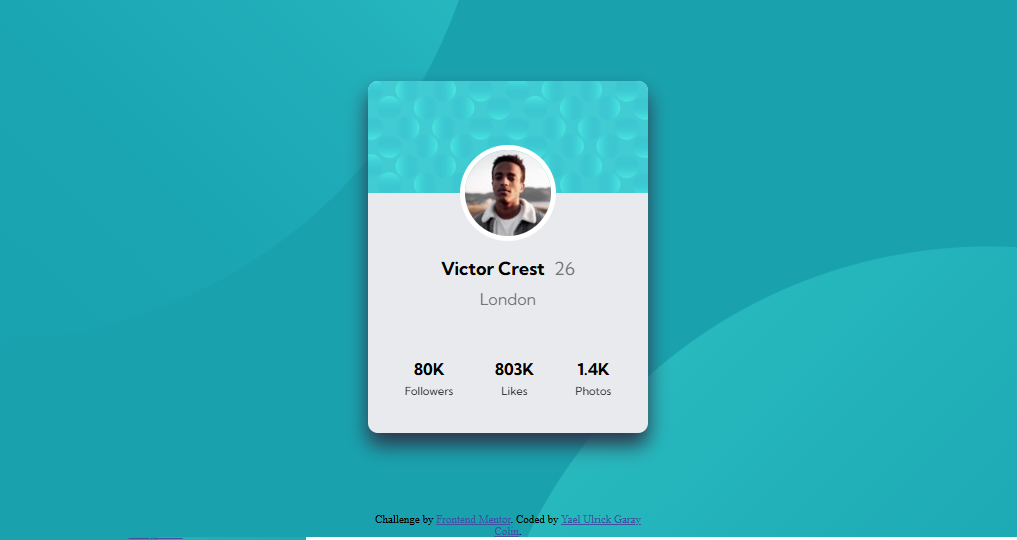 Victor Crest 26
London
80K 803K 1.4K
Followers Likes Photos
Challenge by Frontend Mentor. Coded by Yael Ulrick Garay
Colin.